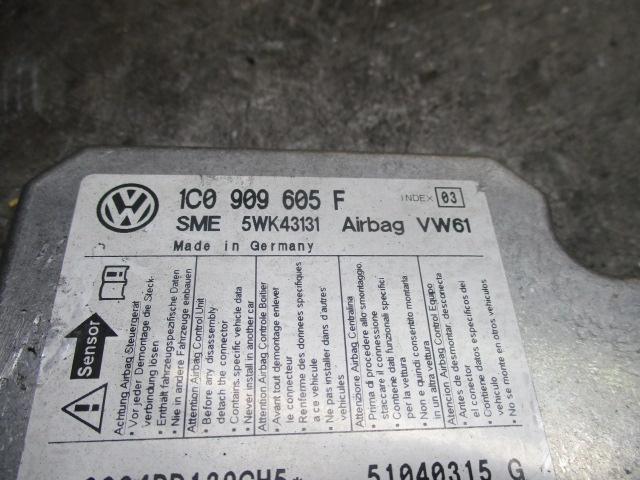 VW
1C0 909 605 F
INDEX 03
SME 5WK43131 Airbag VW61
Made in Germany
Sensor
Achtung Airbag Steuergerät
• Vor jeder Demontage die Steck-
verbindung lösen
• Enthält fahrzeugspezifische Daten
• Nie in andere Fahrzeuge einbauen
Attention Airbag Control Unit
• Before any disassembly
detach the connector
• Contains specific vehicle data
• Never install in another car
Attention Airbag Controle Boitier
• Avant tout demontage enlever
le connecteur
• Renferme des donnees specifiques
a ce vehicule
• Ne pas installer dans d'autres
vehicules
Attenzione Airbag Centralina
• Prima di procedere allo smontaggio,
staccare il connessione
• Contiene dati funzionali specifici
per la vettura
• Non e quindi consentito montarla
in un altra vettura
Atencion Airbag Control Equipo
• Antes de desmontar, desconecta
el conector
• Contiene datos especificos del
vehiculo
• No se monte en otros vehiculos
51040315 G